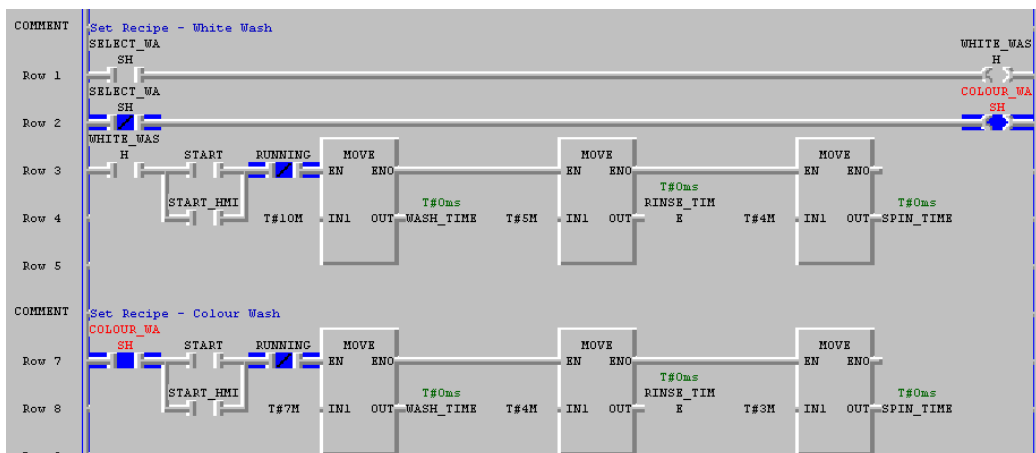 COMMENT Set Recipe - White Wash
SELECT_WA
SH
WHITE_WAS
H
Row 1
SELECT_WA
SH
COLOUR_WA
SH
Row 2
WHITE_WAS
H
START RUNNING MOVE MOVE MOVE
Row 3 EN ENO EN ENO EN ENO
START_HMI T#0ms T#0ms T#0ms
Row 4 T#10M IN1 OUT WASH_TIME T#5M IN1 OUT RINSE_TIM
E T#4M IN1 OUT SPIN_TIME
Row 5
COMMENT Set Recipe - Colour Wash
COLOUR_WA
SH
START RUNNING MOVE MOVE MOVE
Row 7 EN ENO EN ENO EN ENO
START_HMI T#0ms T#0ms T#0ms
Row 8 T#7M IN1 OUT WASH_TIME T#4M IN1 OUT RINSE_TIM
E T#3M IN1 OUT SPIN_TIME